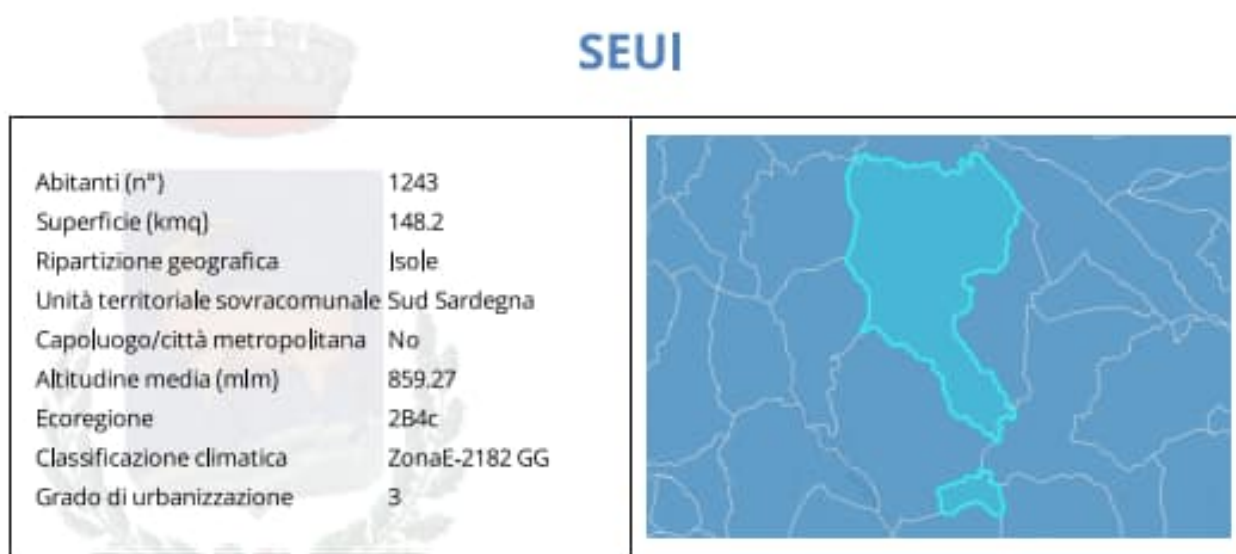 SEUI
Abitanti (n°) 1243
Superficie (kmq) 148.2
Ripartizione geografica Isole
Unità territoriale sovracomunale Sud Sardegna
Capoluogo/città metropolitana No
Altitudine media (mlm) 859.27
Ecoregione 2B4c
Classificazione climatica ZonaE-2182 GG
Grado di urbanizzazione 3